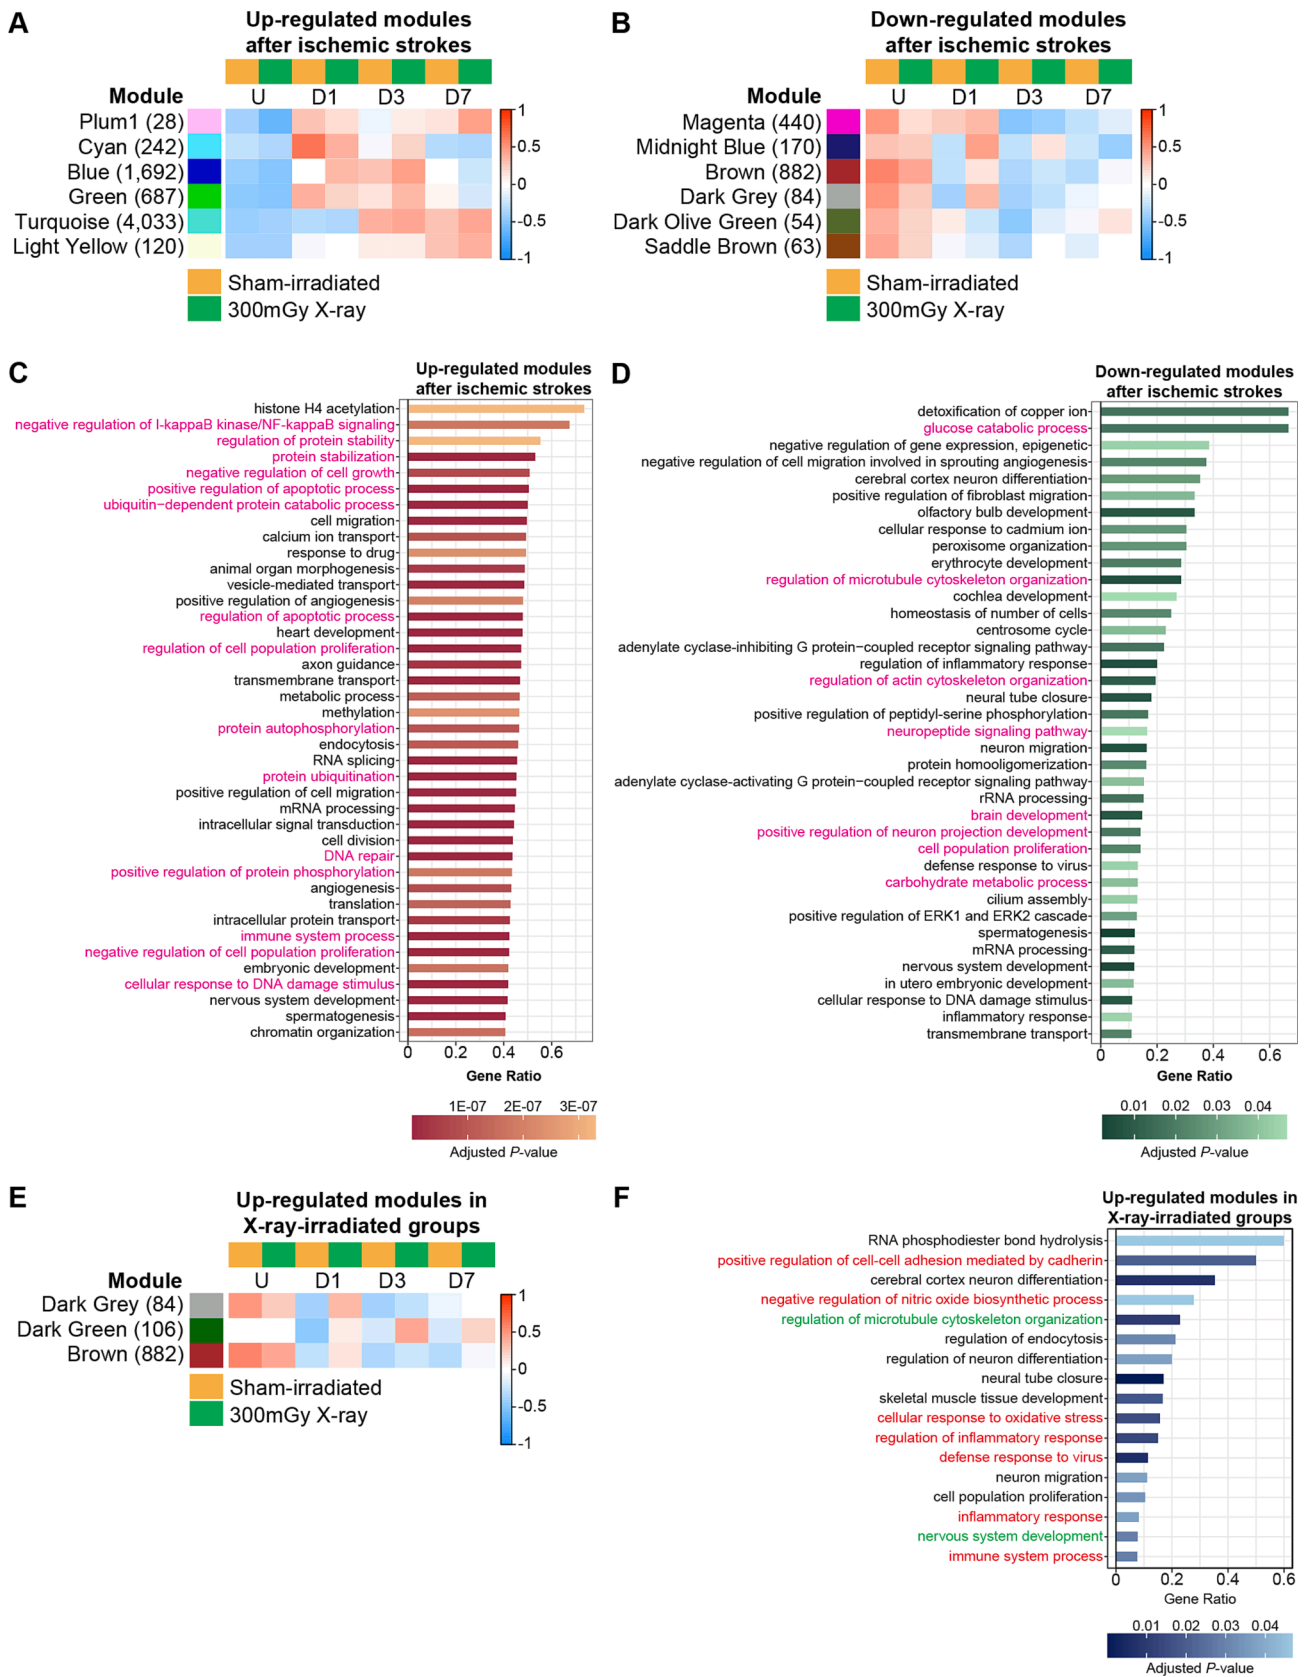 A
Up-regulated modules
after ischemic strokes
Module
U
D1
D3
D7
Plum1 (28)
Cyan (242)
Blue (1,692)
Green (687)
Turquoise (4,033)
Light Yellow (120)
1
0.5
0
-0.5
-1
Sham-irradiated
300mGy X-ray
B
Down-regulated modules
after ischemic strokes
Module
U
D1
D3
D7
Magenta (440)
Midnight Blue (170)
Brown (882)
Dark Grey (84)
Dark Olive Green (54)
Saddle Brown (63)
1
0.5
0
-0.5
-1
Sham-irradiated
300mGy X-ray
C
Up-regulated modules
after ischemic strokes
histone H4 acetylation
negative regulation of I-kappaB kinase/NF-kappaB signaling
regulation of protein stability
protein stabilization
negative regulation of cell growth
positive regulation of apoptotic process
ubiquitin−dependent protein catabolic process
cell migration
calcium ion transport
response to drug
animal organ morphogenesis
vesicle-mediated transport
positive regulation of angiogenesis
regulation of apoptotic process
heart development
regulation of cell population proliferation
axon guidance
transmembrane transport
metabolic process
methylation
protein autophosphorylation
endocytosis
RNA splicing
protein ubiquitination
positive regulation of cell migration
mRNA processing
intracellular signal transduction
cell division
DNA repair
positive regulation of protein phosphorylation
angiogenesis
translation
intracellular protein transport
immune system process
negative regulation of cell population proliferation
embryonic development
cellular response to DNA damage stimulus
nervous system development
spermatogenesis
chromatin organization
0 0.2 0.4 0.6
Gene Ratio
1E-07 2E-07 3E-07
Adjusted P-value
D
Down-regulated modules
after ischemic strokes
detoxification of copper ion
glucose catabolic process
negative regulation of gene expression, epigenetic
negative regulation of cell migration involved in sprouting angiogenesis
cerebral cortex neuron differentiation
positive regulation of fibroblast migration
olfactory bulb development
cellular response to cadmium ion
peroxisome organization
erythrocyte development
regulation of microtubule cytoskeleton organization
cochlea development
homeostasis of number of cells
centrosome cycle
adenylate cyclase-inhibiting G protein−coupled receptor signaling pathway
regulation of inflammatory response
regulation of actin cytoskeleton organization
neural tube closure
positive regulation of peptidyl-serine phosphorylation
neuropeptide signaling pathway
neuron migration
protein homooligomerization
adenylate cyclase-activating G protein−coupled receptor signaling pathway
rRNA processing
brain development
positive regulation of neuron projection development
cell population proliferation
defense response to virus
carbohydrate metabolic process
cilium assembly
positive regulation of ERK1 and ERK2 cascade
spermatogenesis
mRNA processing
nervous system development
in utero embryonic development
cellular response to DNA damage stimulus
inflammatory response
transmembrane transport
0 0.2 0.4 0.6
Gene Ratio
0.01 0.02 0.03 0.04
Adjusted P-value
E
Up-regulated modules in
X-ray-irradiated groups
Module
U
D1
D3
D7
Dark Grey (84)
Dark Green (106)
Brown (882)
1
0.5
0
-0.5
-1
Sham-irradiated
300mGy X-ray
F
Up-regulated modules in
X-ray-irradiated groups
RNA phosphodiester bond hydrolysis
positive regulation of cell-cell adhesion mediated by cadherin
cerebral cortex neuron differentiation
negative regulation of nitric oxide biosynthetic process
regulation of microtubule cytoskeleton organization
regulation of endocytosis
regulation of neuron differentiation
neural tube closure
skeletal muscle tissue development
cellular response to oxidative stress
regulation of inflammatory response
defense response to virus
neuron migration
cell population proliferation
inflammatory response
nervous system development
immune system process
0 0.2 0.4 0.6
Gene Ratio
0.01 0.02 0.03 0.04
Adjusted P-value